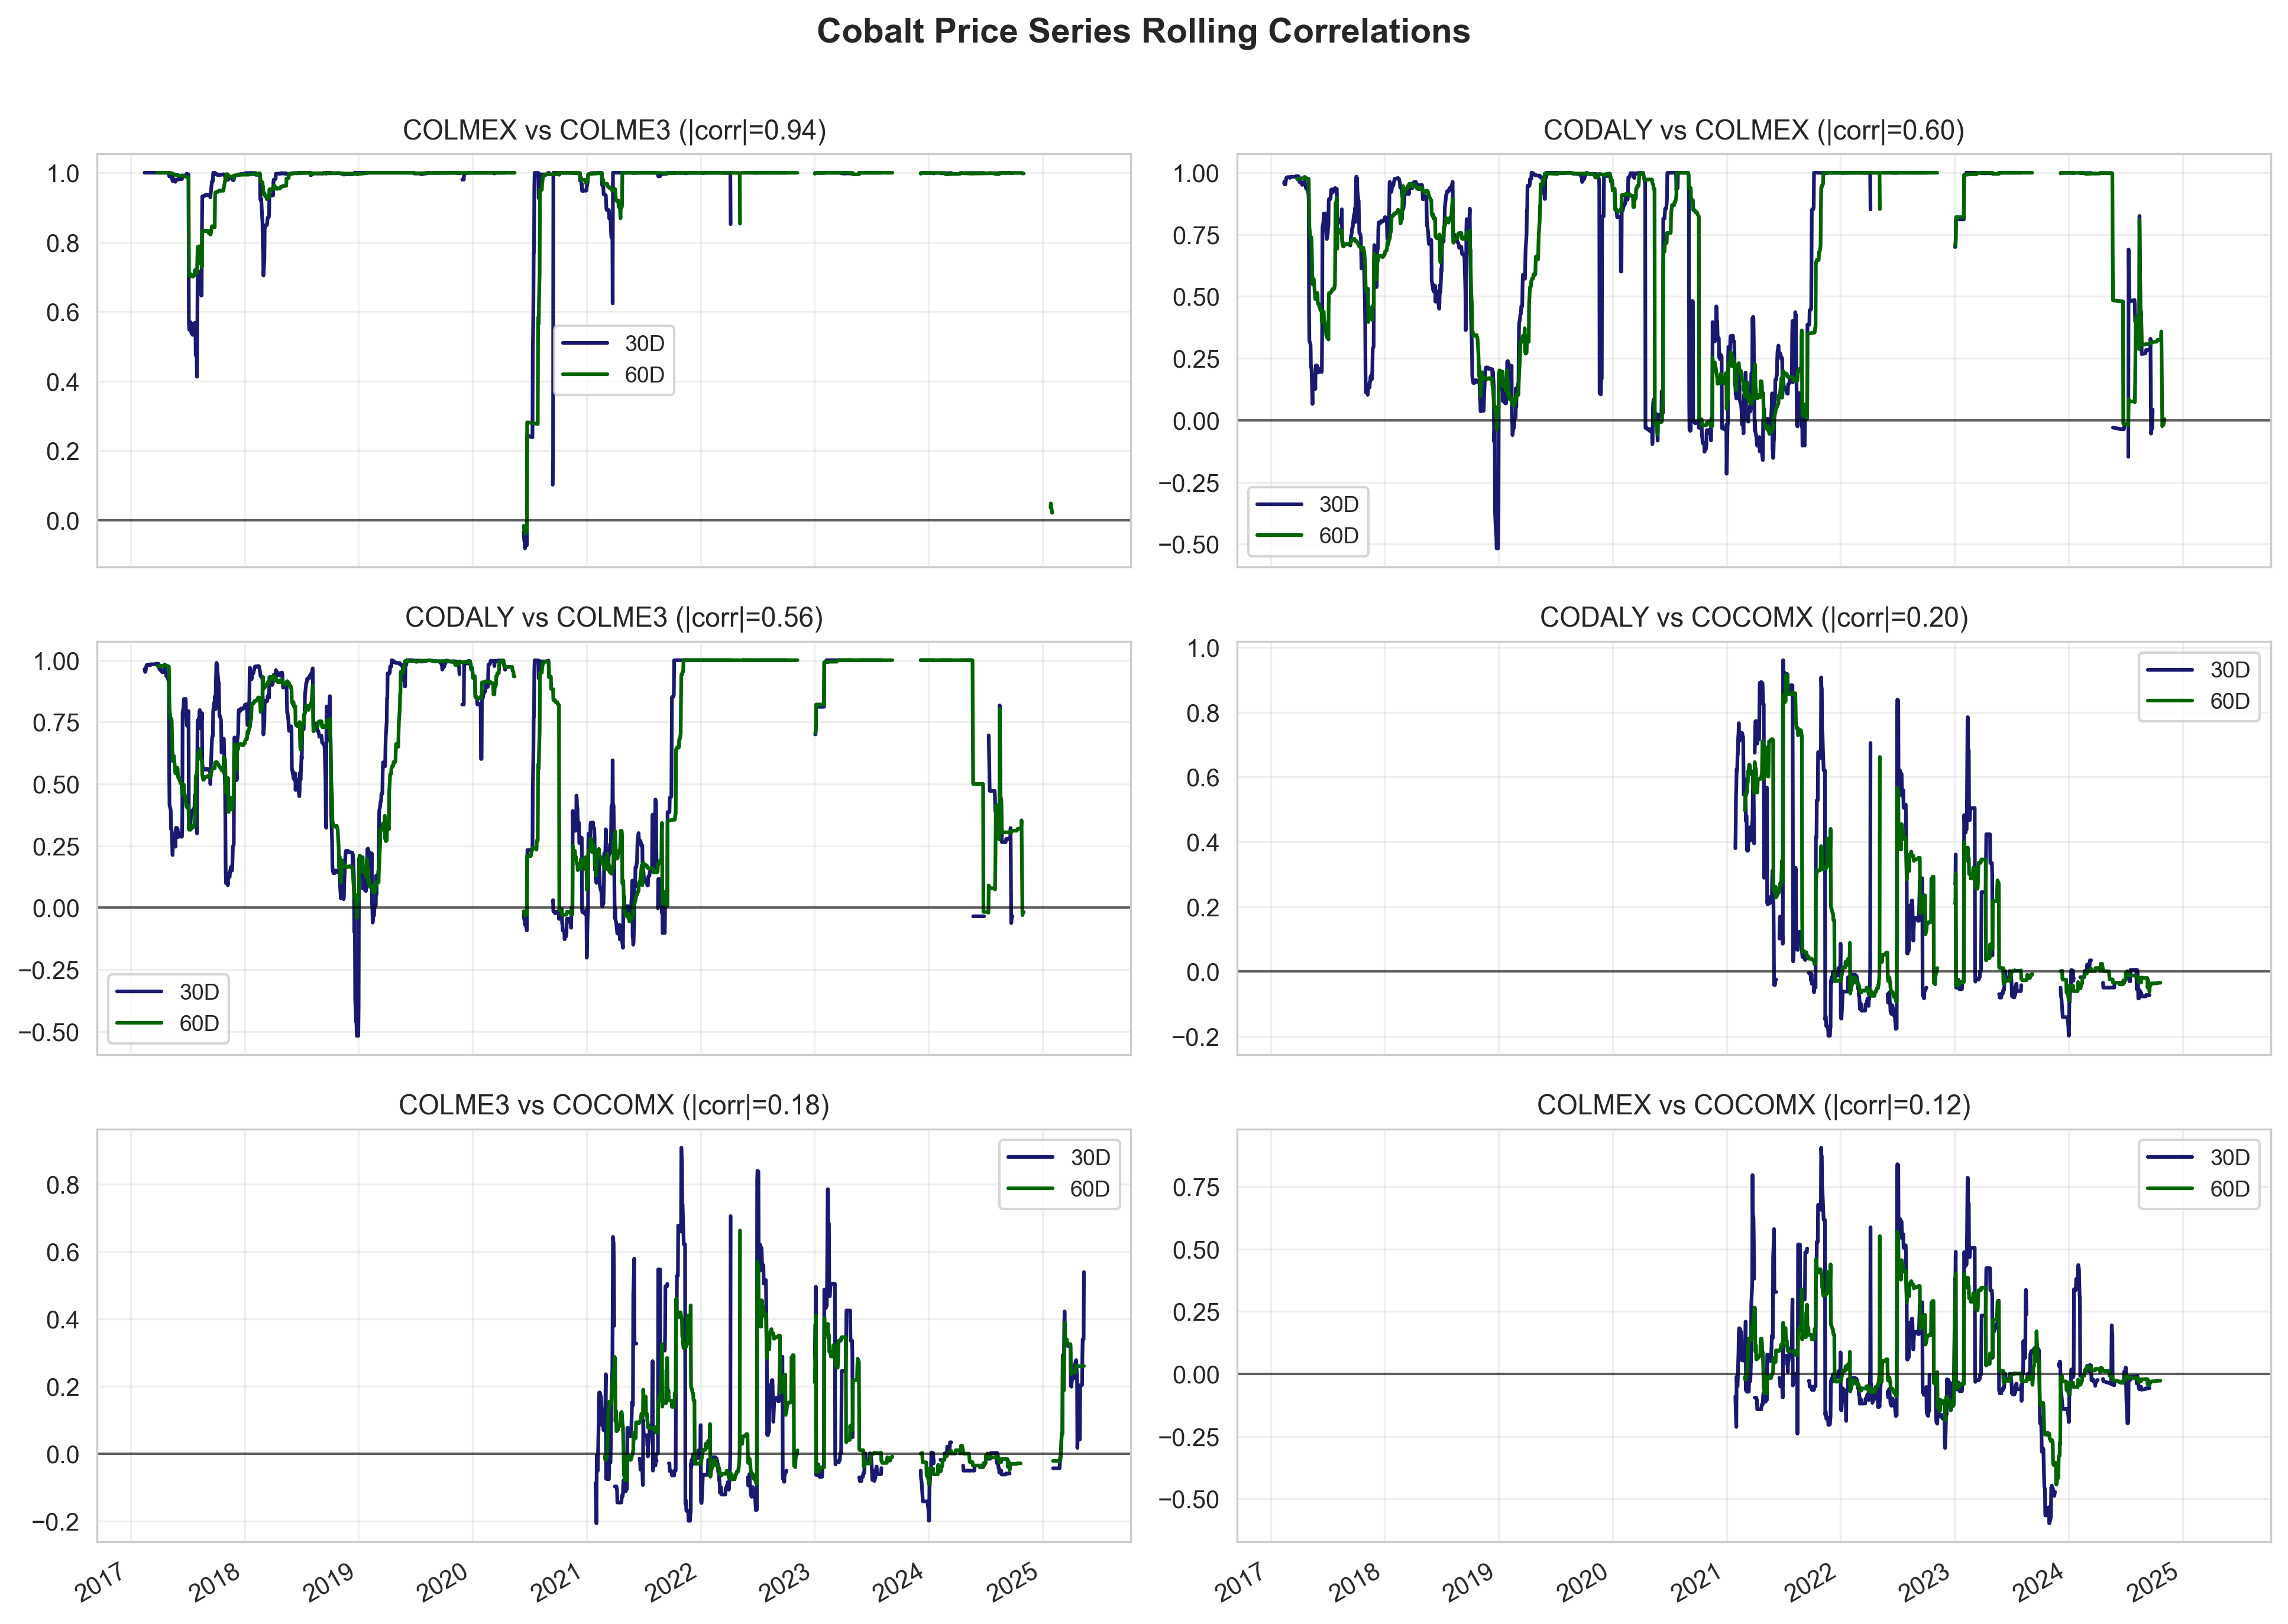 Cobalt Price Series Rolling Correlations
COLMEX vs COLME3 (|corr|=0.94)
1.0
0.8
0.6
0.4
0.2
0.0
30D
60D
CODALY vs COLMEX (|corr|=0.60)
1.00
0.75
0.50
0.25
0.00
−0.25
−0.50
30D
60D
CODALY vs COLME3 (|corr|=0.56)
1.00
0.75
0.50
0.25
0.00
−0.25
−0.50
30D
60D
CODALY vs COCOMX (|corr|=0.20)
1.0
0.8
0.6
0.4
0.2
0.0
−0.2
30D
60D
COLME3 vs COCOMX (|corr|=0.18)
0.8
0.6
0.4
0.2
0.0
−0.2
30D
60D
2017 2018 2019 2020 2021 2022 2023 2024 2025
COLMEX vs COCOMX (|corr|=0.12)
0.75
0.50
0.25
0.00
−0.25
−0.50
30D
60D
2017 2018 2019 2020 2021 2022 2023 2024 2025